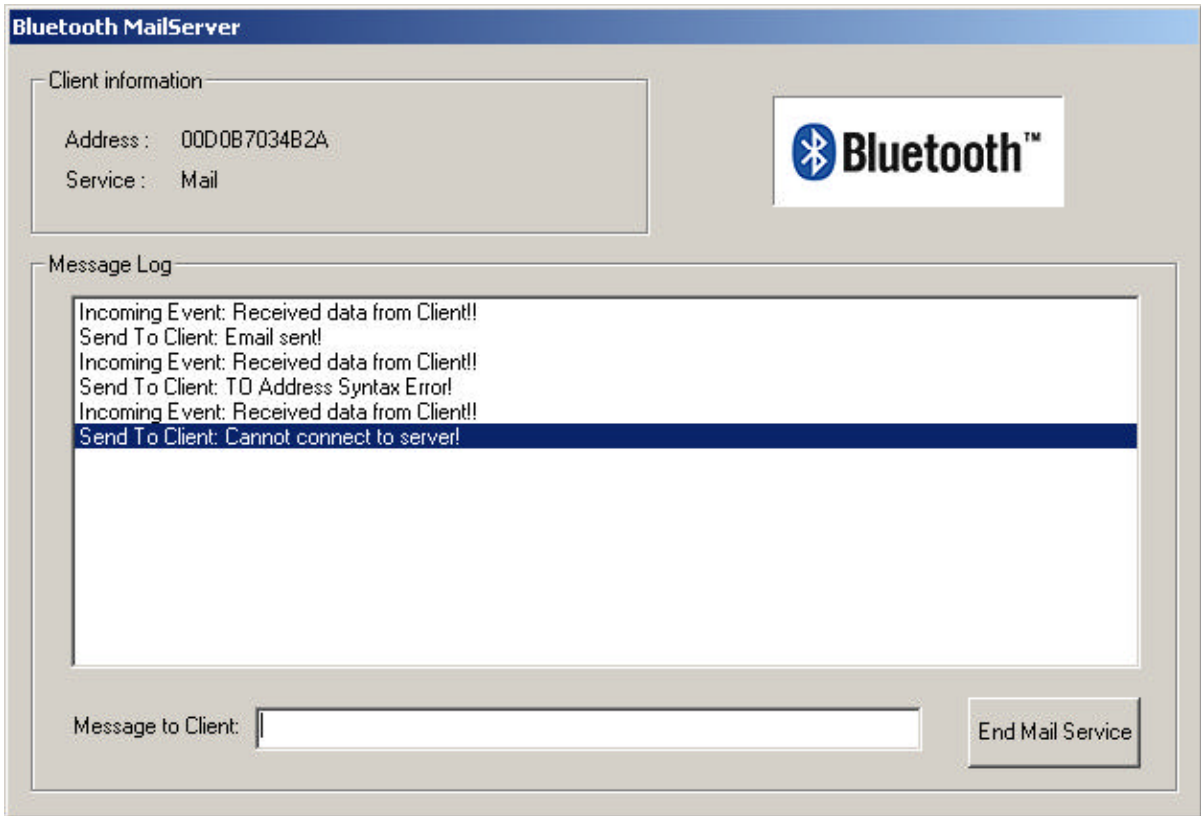 Bluetooth MailServer
Client information
Address : 00D0B7034B2A
Service : Mail
Bluetooth™
Message Log
Incoming Event: Received data from Client!!
Send To Client: Email sent!
Incoming Event: Received data from Client!!
Send To Client: TO Address Syntax Error!
Incoming Event: Received data from Client!!
Send To Client: Cannot connect to server!
Message to Client:
End Mail Service